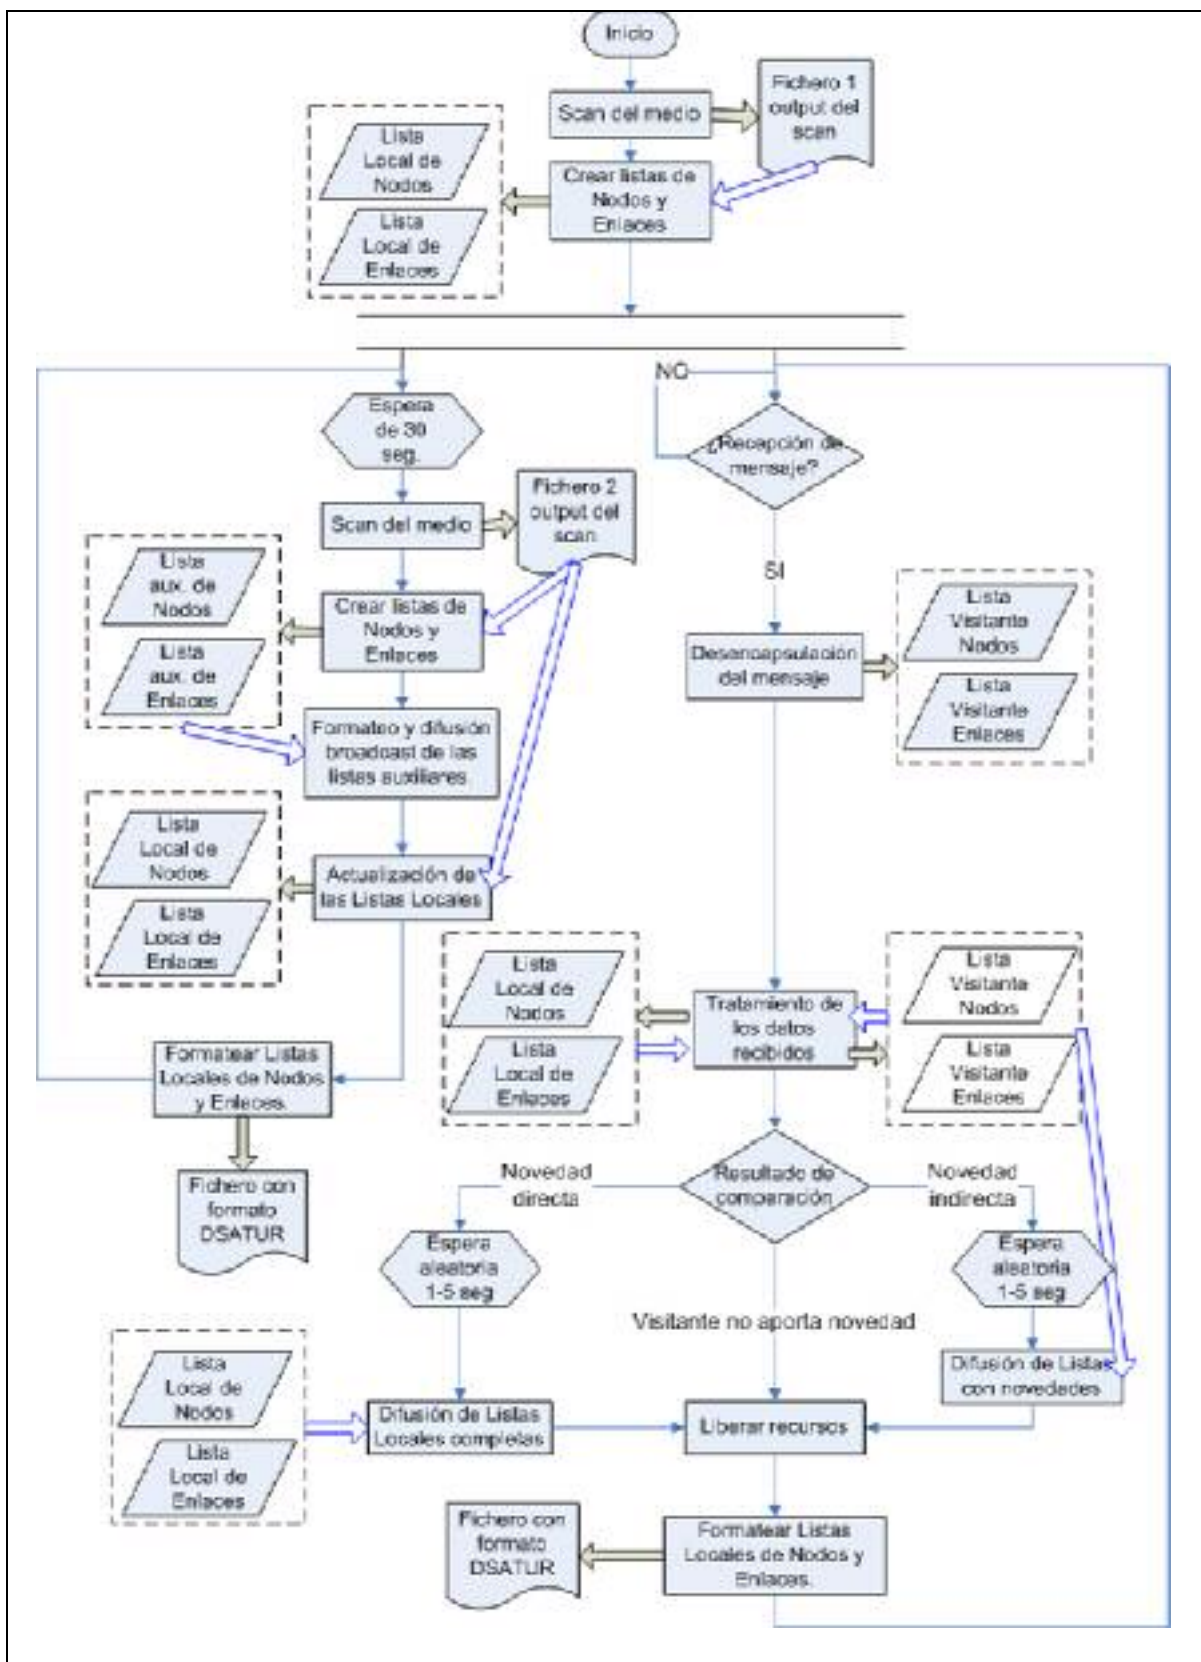 Inicio
Scan del medio
Fichero 1
output del
scan
Lista
Local de
Nodos
Lista
Local de
Enlaces
Crear listas de
Nodos y
Enlaces
Espera
de 30
seg.
Scan del medio
Fichero 2
output del
scan
Lista
aux. de
Nodos
Lista
aux. de
Enlaces
Crear listas de
Nodos y
Enlaces
Formateo y difusión
broadcast de las
listas auxiliares
Lista
Local de
Nodos
Lista
Local de
Enlaces
Actualización de
las Listas Locales
Formatear Listas
Locales de Nodos
y Enlaces.
Fichero con
formato
DSATUR
NO
¿Recepción de
mensaje?
SI
Desencapsulación
del mensaje
Lista
Visitante
Nodos
Lista
Visitante
Enlaces
Lista
Local de
Nodos
Lista
Local de
Enlaces
Tratamiento de
los datos
recibidos
Lista
Visitante
Nodos
Lista
Visitante
Enlaces
Novedad
directa
Resultado de
comparación
Novedad
indirecta
Espera
aleatoria
1-5 seg
Espera
aleatoria
1-5 seg
Visitante no aporta novedad
Lista
Local de
Nodos
Lista
Local de
Enlaces
Difusión de Listas
Locales completas
Liberar recursos
Difusión de Listas
con novedades
Fichero con
formato
DSATUR
Formatear Listas
Locales de Nodos y
Enlaces.